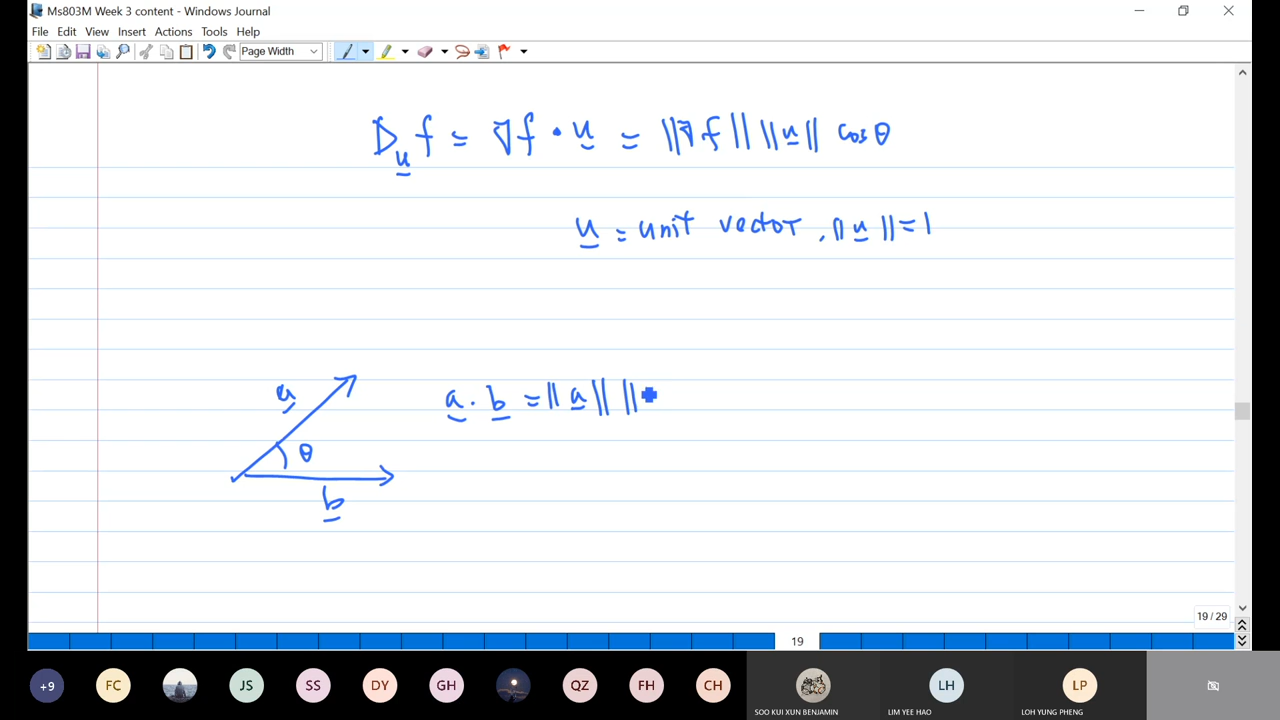 Ms803M Week 3 content - Windows Journal
File Edit View Insert Actions Tools Help
Page Width
D_u f = ∇f • u = ||∇f|| ||u|| cos θ
u = unit vector, ||u|| = 1
a
a · b = ||a|| ||
θ
b
19 / 29
19
+9 FC JS SS DY GH QZ FH CH LH LP
SOO KUI XUN BENJAMIN LIM YEE HAO LOH YUNG PHENG